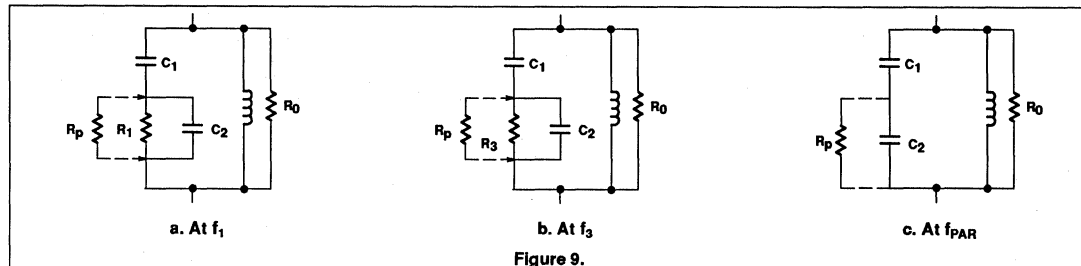 C1
Rp
R1
C2
R0
a. At f1
C1
Rp
R3
C2
R0
b. At f3
C1
Rp
C2
R0
c. At fPAR
Figure 9.